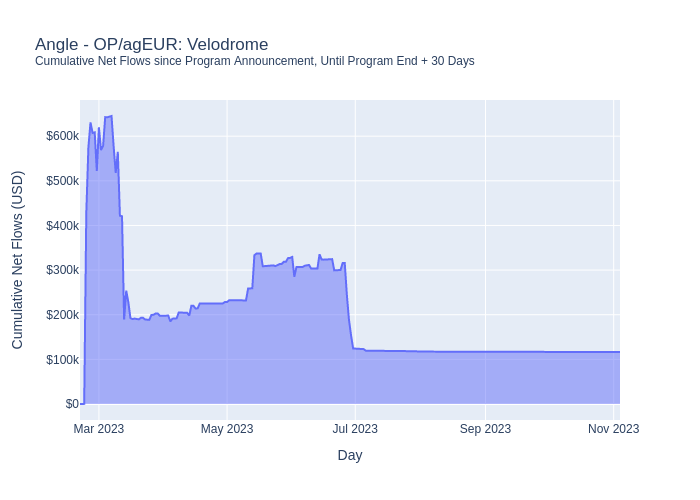 Angle - OP/agEUR: Velodrome
Cumulative Net Flows since Program Announcement, Until Program End + 30 Days
Cumulative Net Flows (USD)
$600k
$500k
$400k
$300k
$200k
$100k
$0
Mar 2023
May 2023
Jul 2023
Sep 2023
Nov 2023
Day